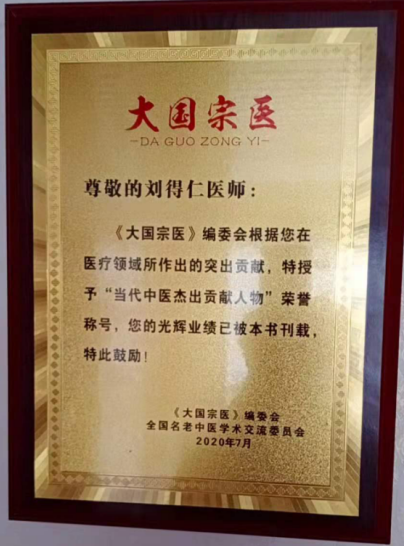 大国宗医
-DA GUO ZONG YI-
尊敬的刘得仁医师：
《大国宗医》编委会根据您在
医疗领域所作出的突出贡献，特授
予“当代中医杰出贡献人物”荣誉
称号，您的光辉业绩已被本书刊载，
特此鼓励！
《大国宗医》编委会
全国名老中医学术交流委员会
2020年7月